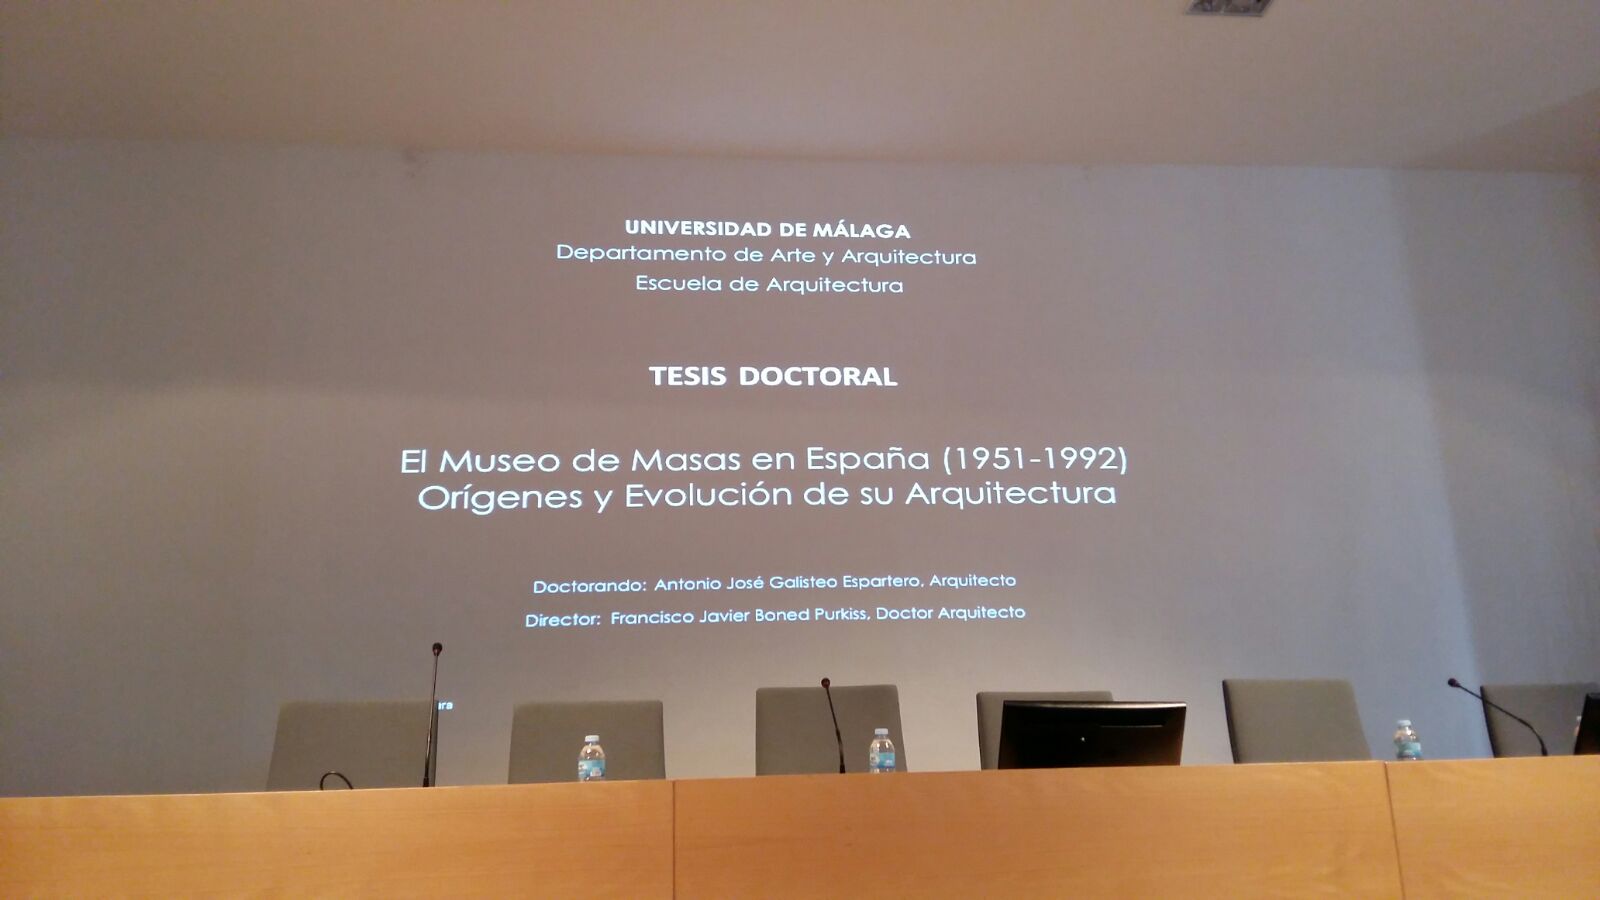 UNIVERSIDAD DE MÁLAGA
Departamento de Arte y Arquitectura
Escuela de Arquitectura
TESIS DOCTORAL
El Museo de Masas en España (1951-1992)
Orígenes y Evolución de su Arquitectura
Doctorando: Antonio José Galisteo Espartero, Arquitecto
Director: Francisco Javier Boned Purkiss, Doctor Arquitecto